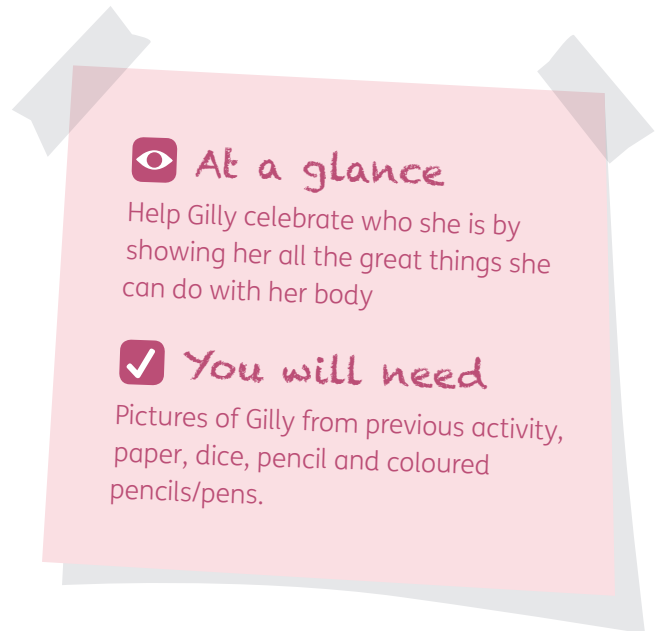 At a glance
Help Gilly celebrate who she is by
showing her all the great things she
can do with her body
You will need
Pictures of Gilly from previous activity,
paper, dice, pencil and coloured
pencils/pens.